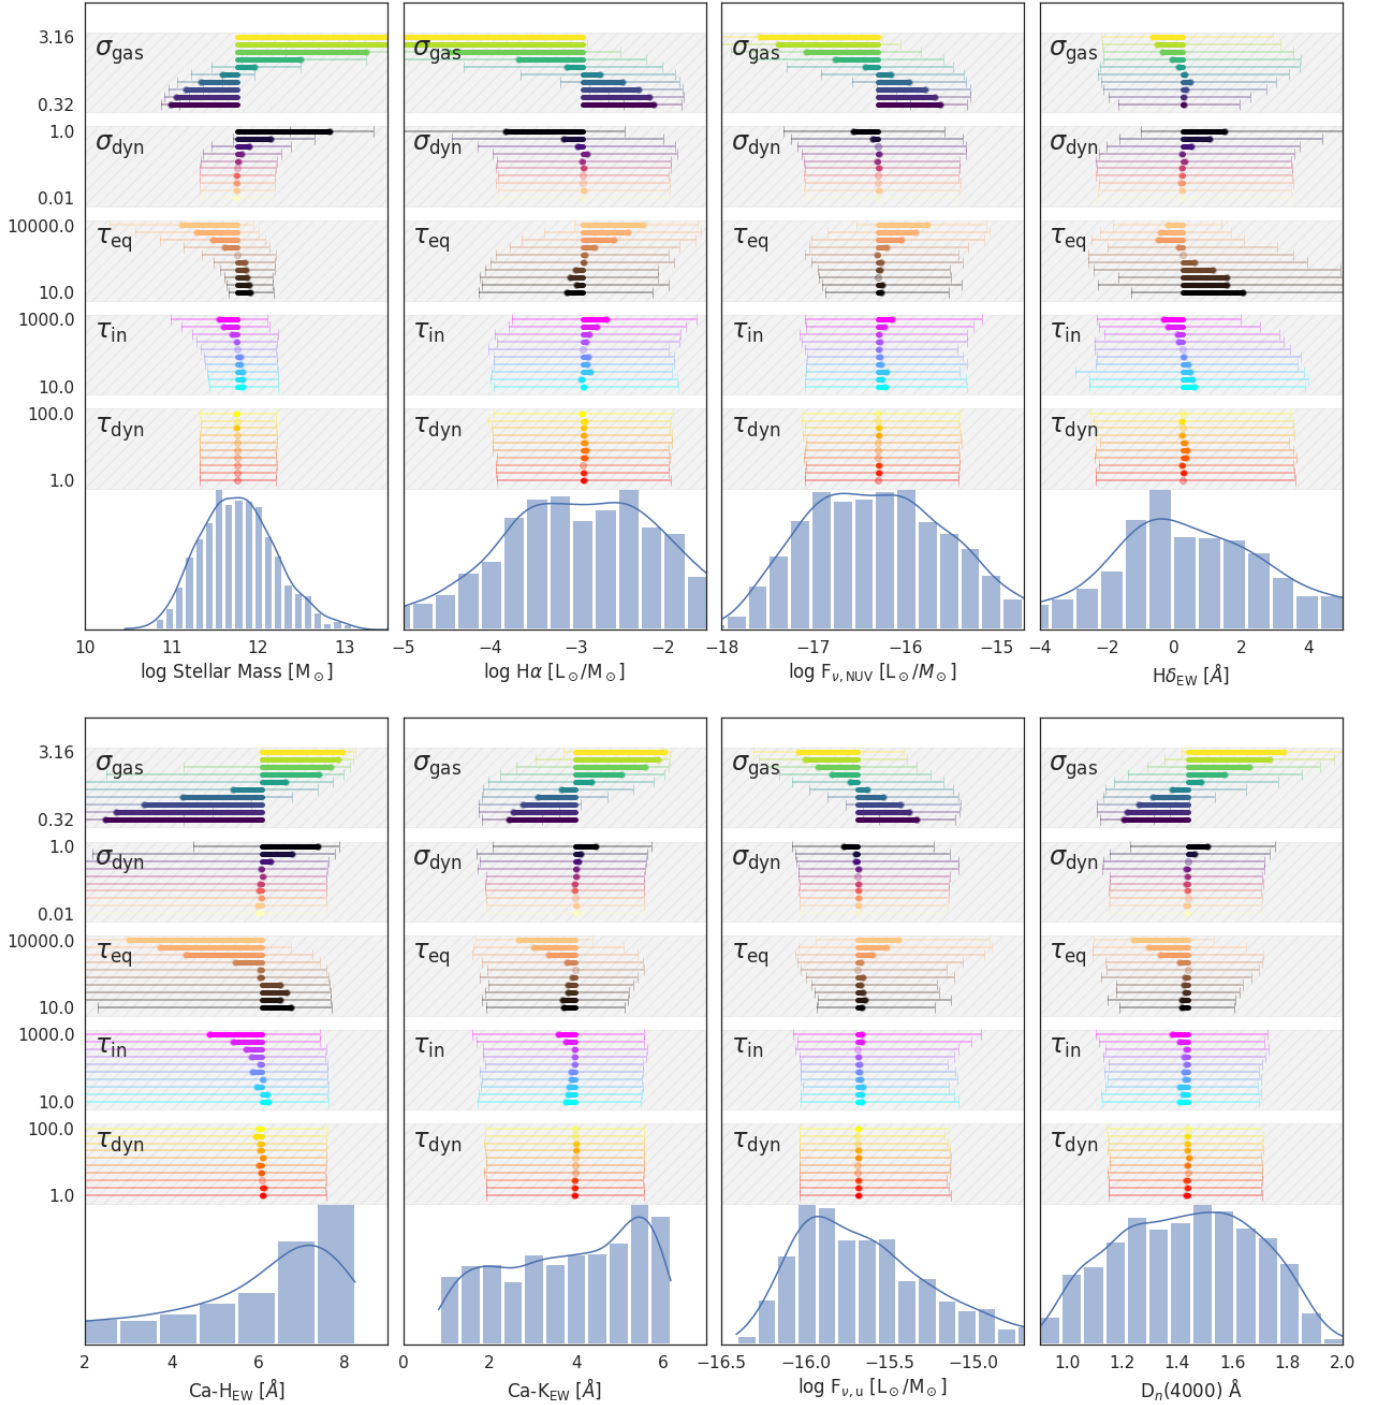 3.16
σgas
σgas
σgas
σgas
0.32
1.0
σdyn
σdyn
σdyn
σdyn
0.01
10000.0
τeq
τeq
τeq
τeq
10.0
1000.0
τin
τin
τin
τin
10.0
100.0
τdyn
τdyn
τdyn
τdyn
1.0
10 11 12 13
−5 −4 −3 −2
−18 −17 −16 −15
−4 −2 0 2 4
log Stellar Mass [M⊙]
log Hα [L⊙/M⊙]
log Fν,NUV [L⊙/M⊙]
HδEW [Å]
3.16
σgas
σgas
σgas
σgas
0.32
1.0
σdyn
σdyn
σdyn
σdyn
0.01
10000.0
τeq
τeq
τeq
τeq
10.0
1000.0
τin
τin
τin
τin
10.0
100.0
τdyn
τdyn
τdyn
τdyn
1.0
2 4 6 8
0 2 4 6
−16.5 −16.0 −15.5 −15.0
1.0 1.2 1.4 1.6 1.8 2.0
Ca-HEW [Å]
Ca-KEW [Å]
log Fν,u [L⊙/M⊙]
Dn(4000) Å